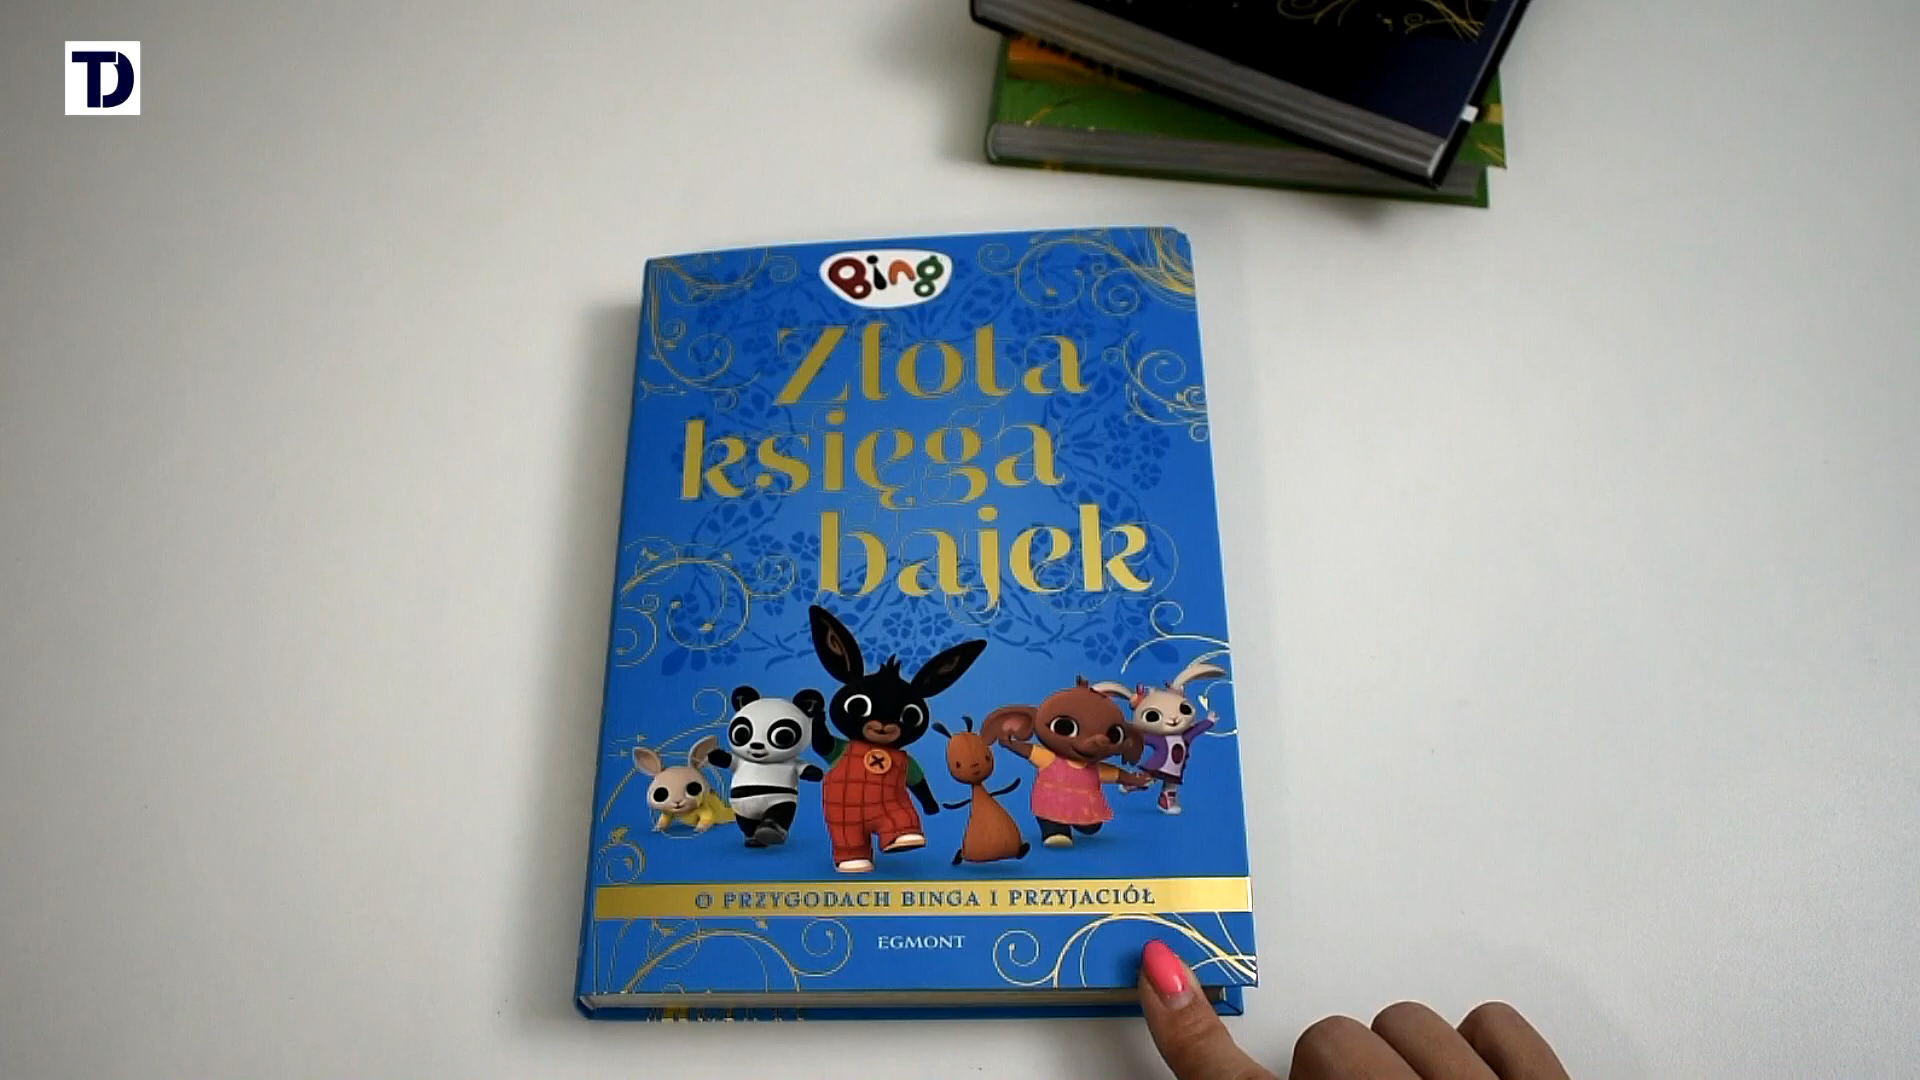 TD
Bing
Złota
księga
bajek
O PRZYGODACH BINGA I PRZYJACIÓŁ
EGMONT